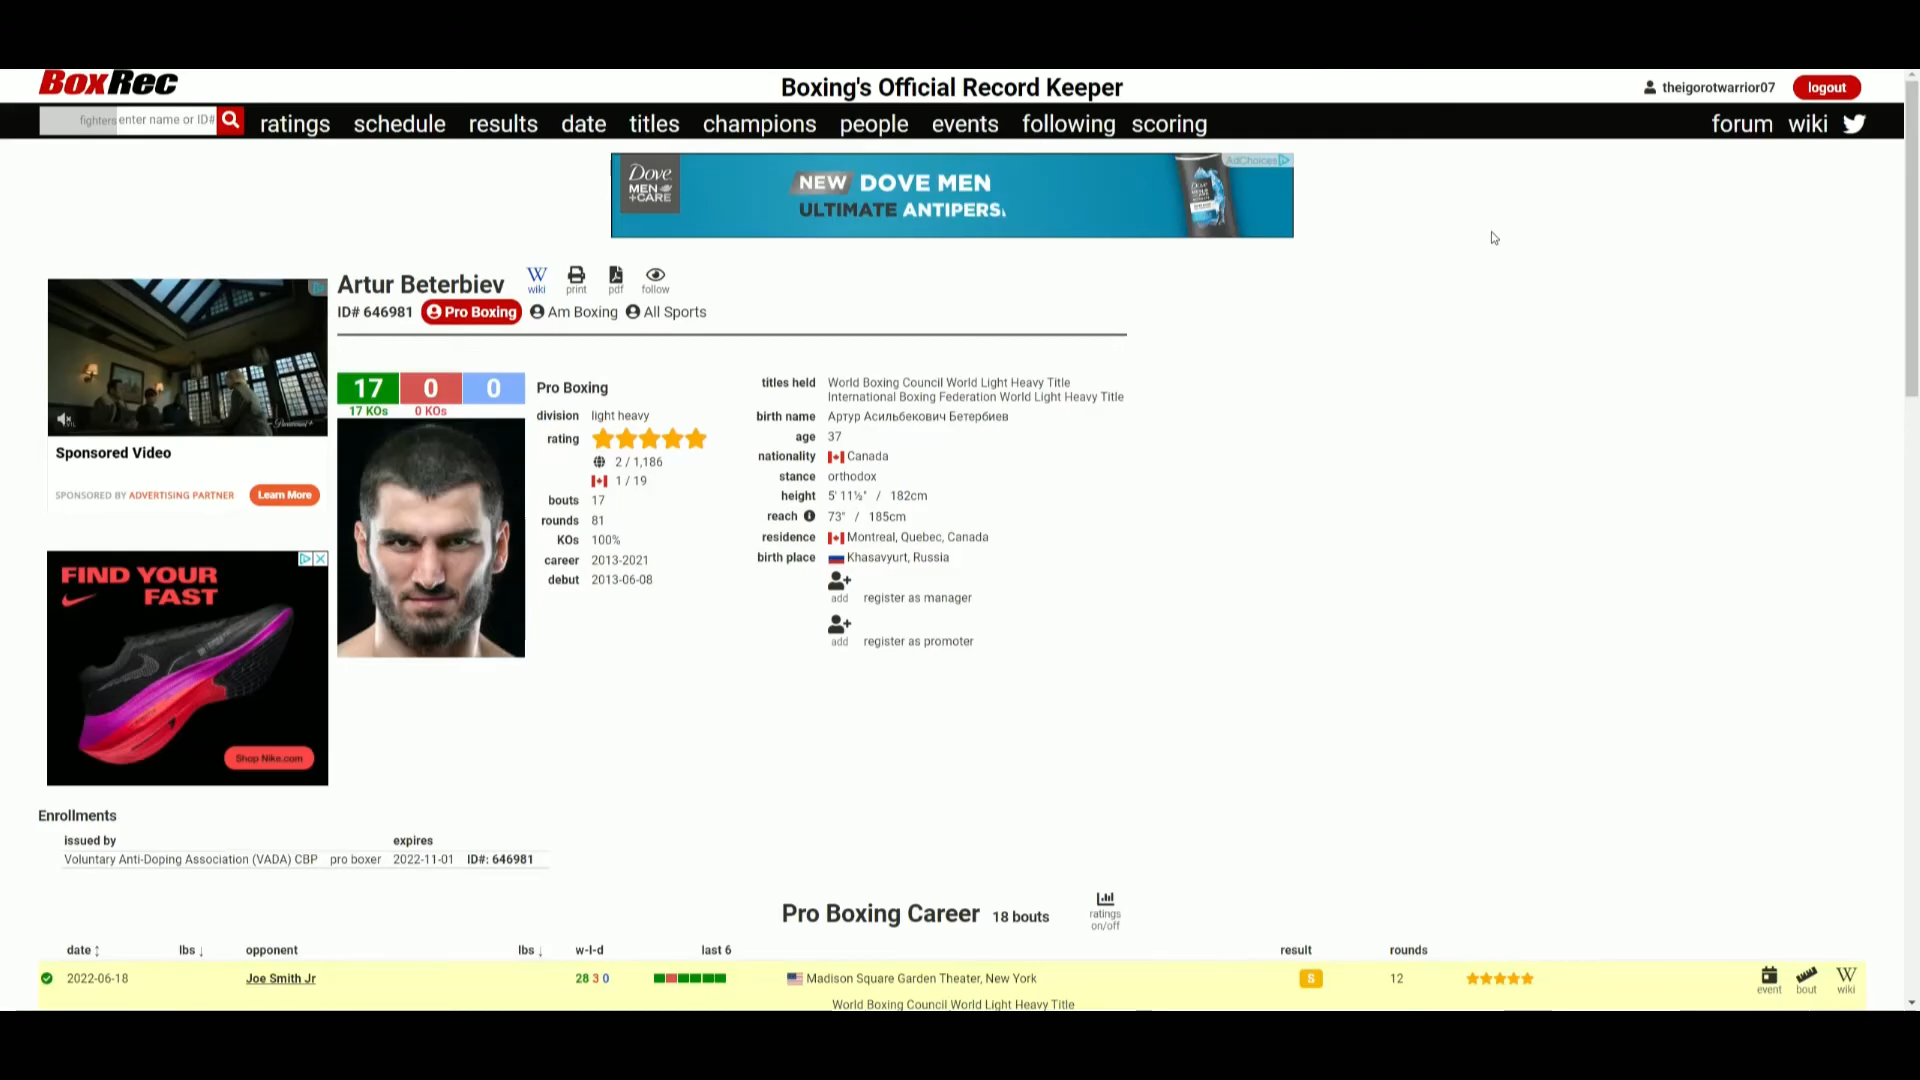 BoxRec
Boxing's Official Record Keeper
theigorotwarrior07 logout
fighters enter name or ID#
ratings schedule results date titles champions people events following scoring
forum wiki
AdChoices
Dove
MEN
+CARE
NEW DOVE MEN
ULTIMATE ANTIPERS
Artur Beterbiev
wiki print pdf follow
ID# 646981 Pro Boxing Am Boxing All Sports
Sponsored Video
SPONSORED BY ADVERTISING PARTNER Learn More
FIND YOUR
FAST
Shop Nike.com
17 0 0
17 KOs 0 KOs
Pro Boxing
division light heavy
rating
2 / 1,186
1 / 19
bouts 17
rounds 81
KOs 100%
career 2013-2021
debut 2013-06-08
titles held World Boxing Council World Light Heavy Title
International Boxing Federation World Light Heavy Title
birth name Артур Асильбекович Бетербиев
age 37
nationality Canada
stance orthodox
height 5' 11½" / 182cm
reach 73" / 185cm
residence Montreal, Quebec, Canada
birth place Khasavyurt, Russia
add register as manager
add register as promoter
Enrollments
issued by expires
Voluntary Anti-Doping Association (VADA) CBP pro boxer 2022-11-01 ID#: 646981
Pro Boxing Career 18 bouts
ratings
on/off
date lbs opponent lbs w-l-d last 6 result rounds
2022-06-18 Joe Smith Jr 28 3 0 Madison Square Garden Theater, New York S 12
event bout wiki
World Boxing Council World Light Heavy Title